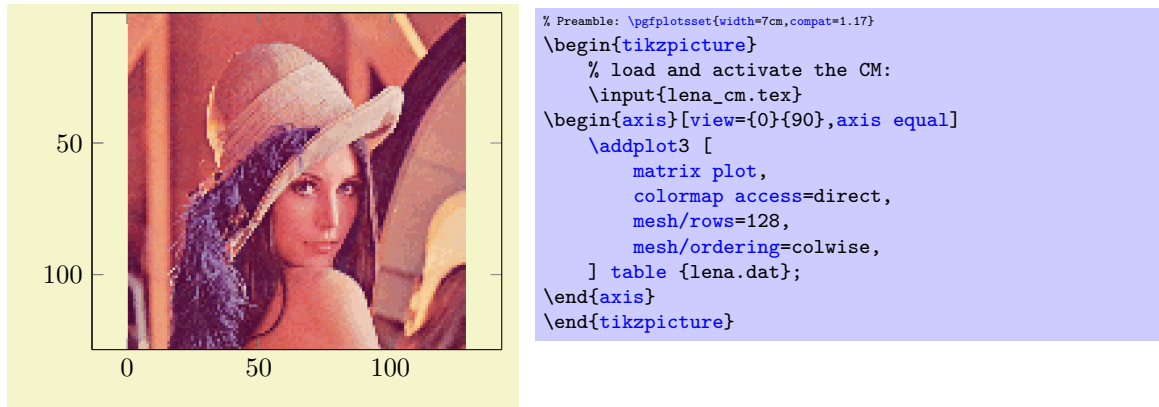 50
100
0 50 100
% Preamble: \pgfplotsset{width=7cm,compat=1.17}
\begin{tikzpicture}
    % load and activate the CM:
    \input{lena_cm.tex}
\begin{axis}[view={0}{90},axis equal]
    \addplot3 [
        matrix plot,
        colormap access=direct,
        mesh/rows=128,
        mesh/ordering=colwise,
    ] table {lena.dat};
\end{axis}
\end{tikzpicture}